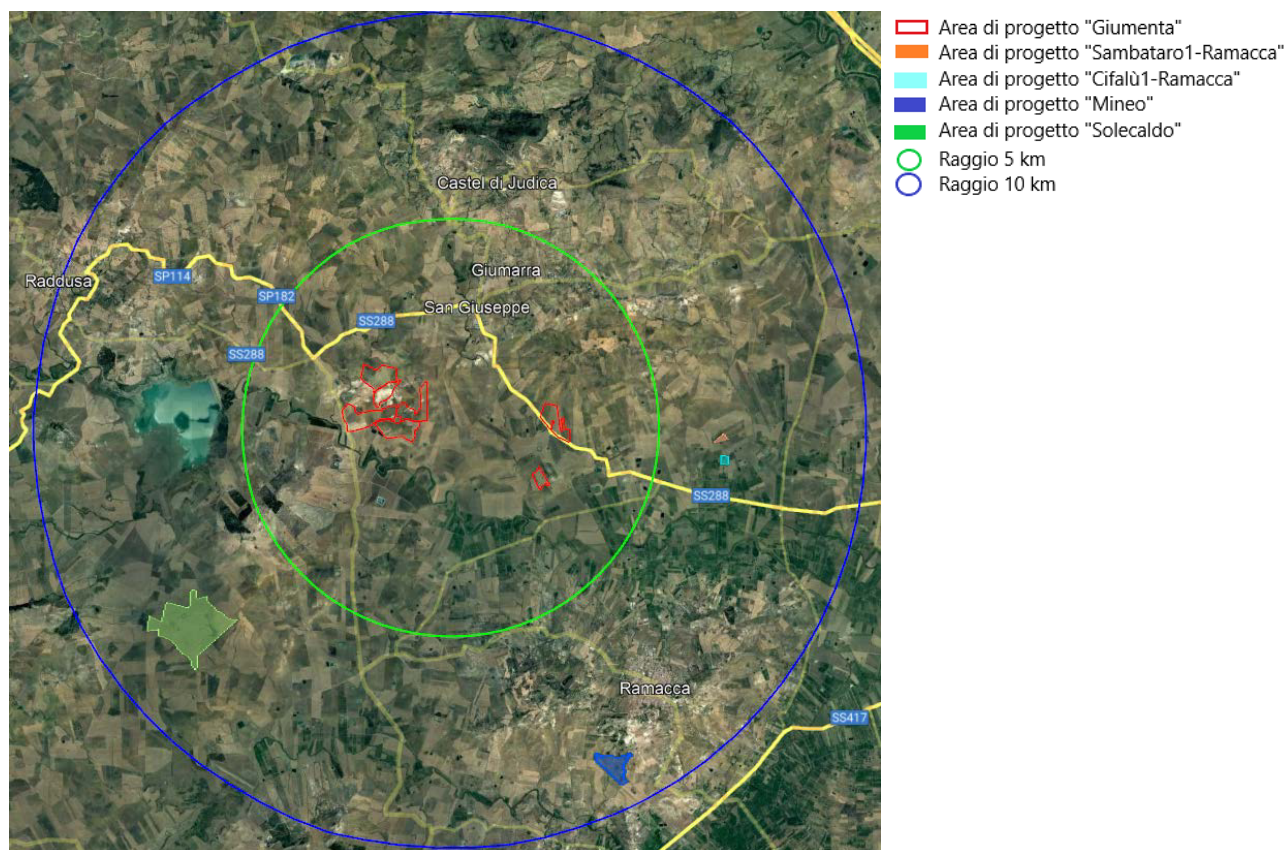 Area di progetto "Giumenta"
Area di progetto "Sambataro1-Ramacca"
Area di progetto "Cifalù1-Ramacca"
Area di progetto "Mineo"
Area di progetto "Solecaldo"
Raggio 5 km
Raggio 10 km
Castel di Judica
Giumarra
Raddusa
SP114
SP182
San Giuseppe
SS288
SS288
SS288
Ramacca
SS417